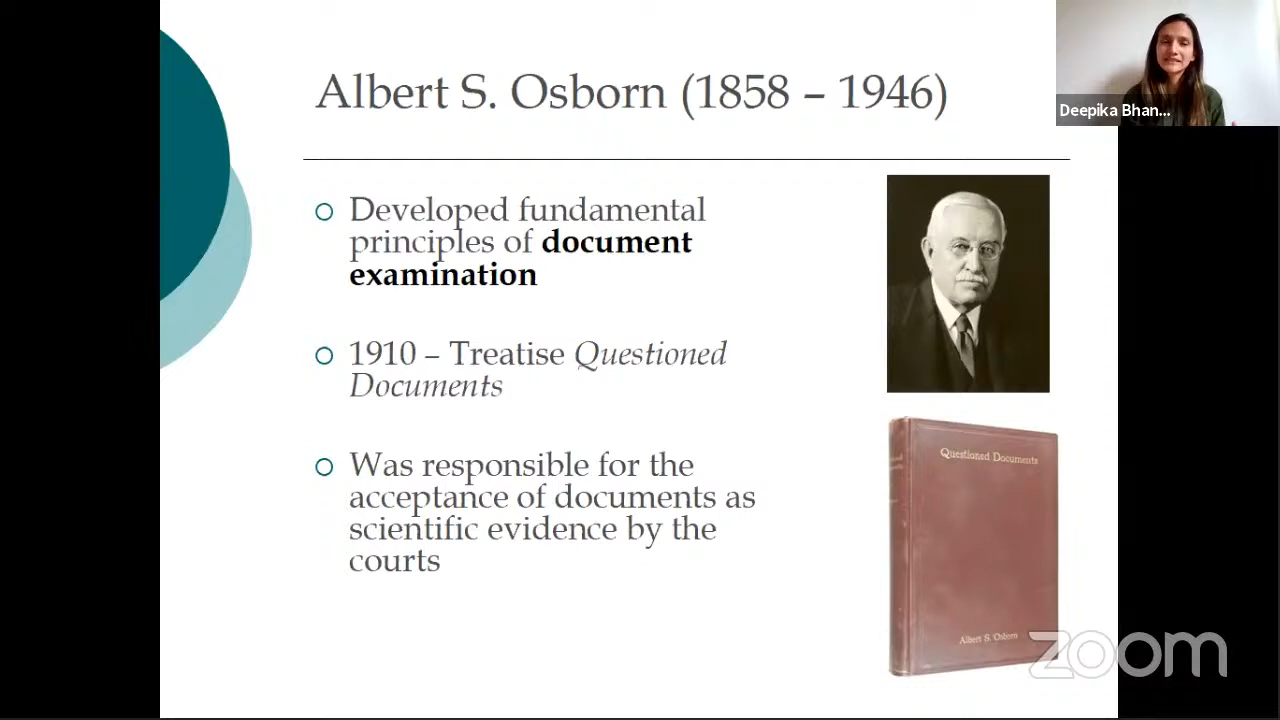 Albert S. Osborn (1858 – 1946)
Deepika Bhan...
Developed fundamental
principles of document
examination
1910 – Treatise Questioned
Documents
Was responsible for the
acceptance of documents as
scientific evidence by the
courts
Questioned Documents
Albert S. Osborn
zoom